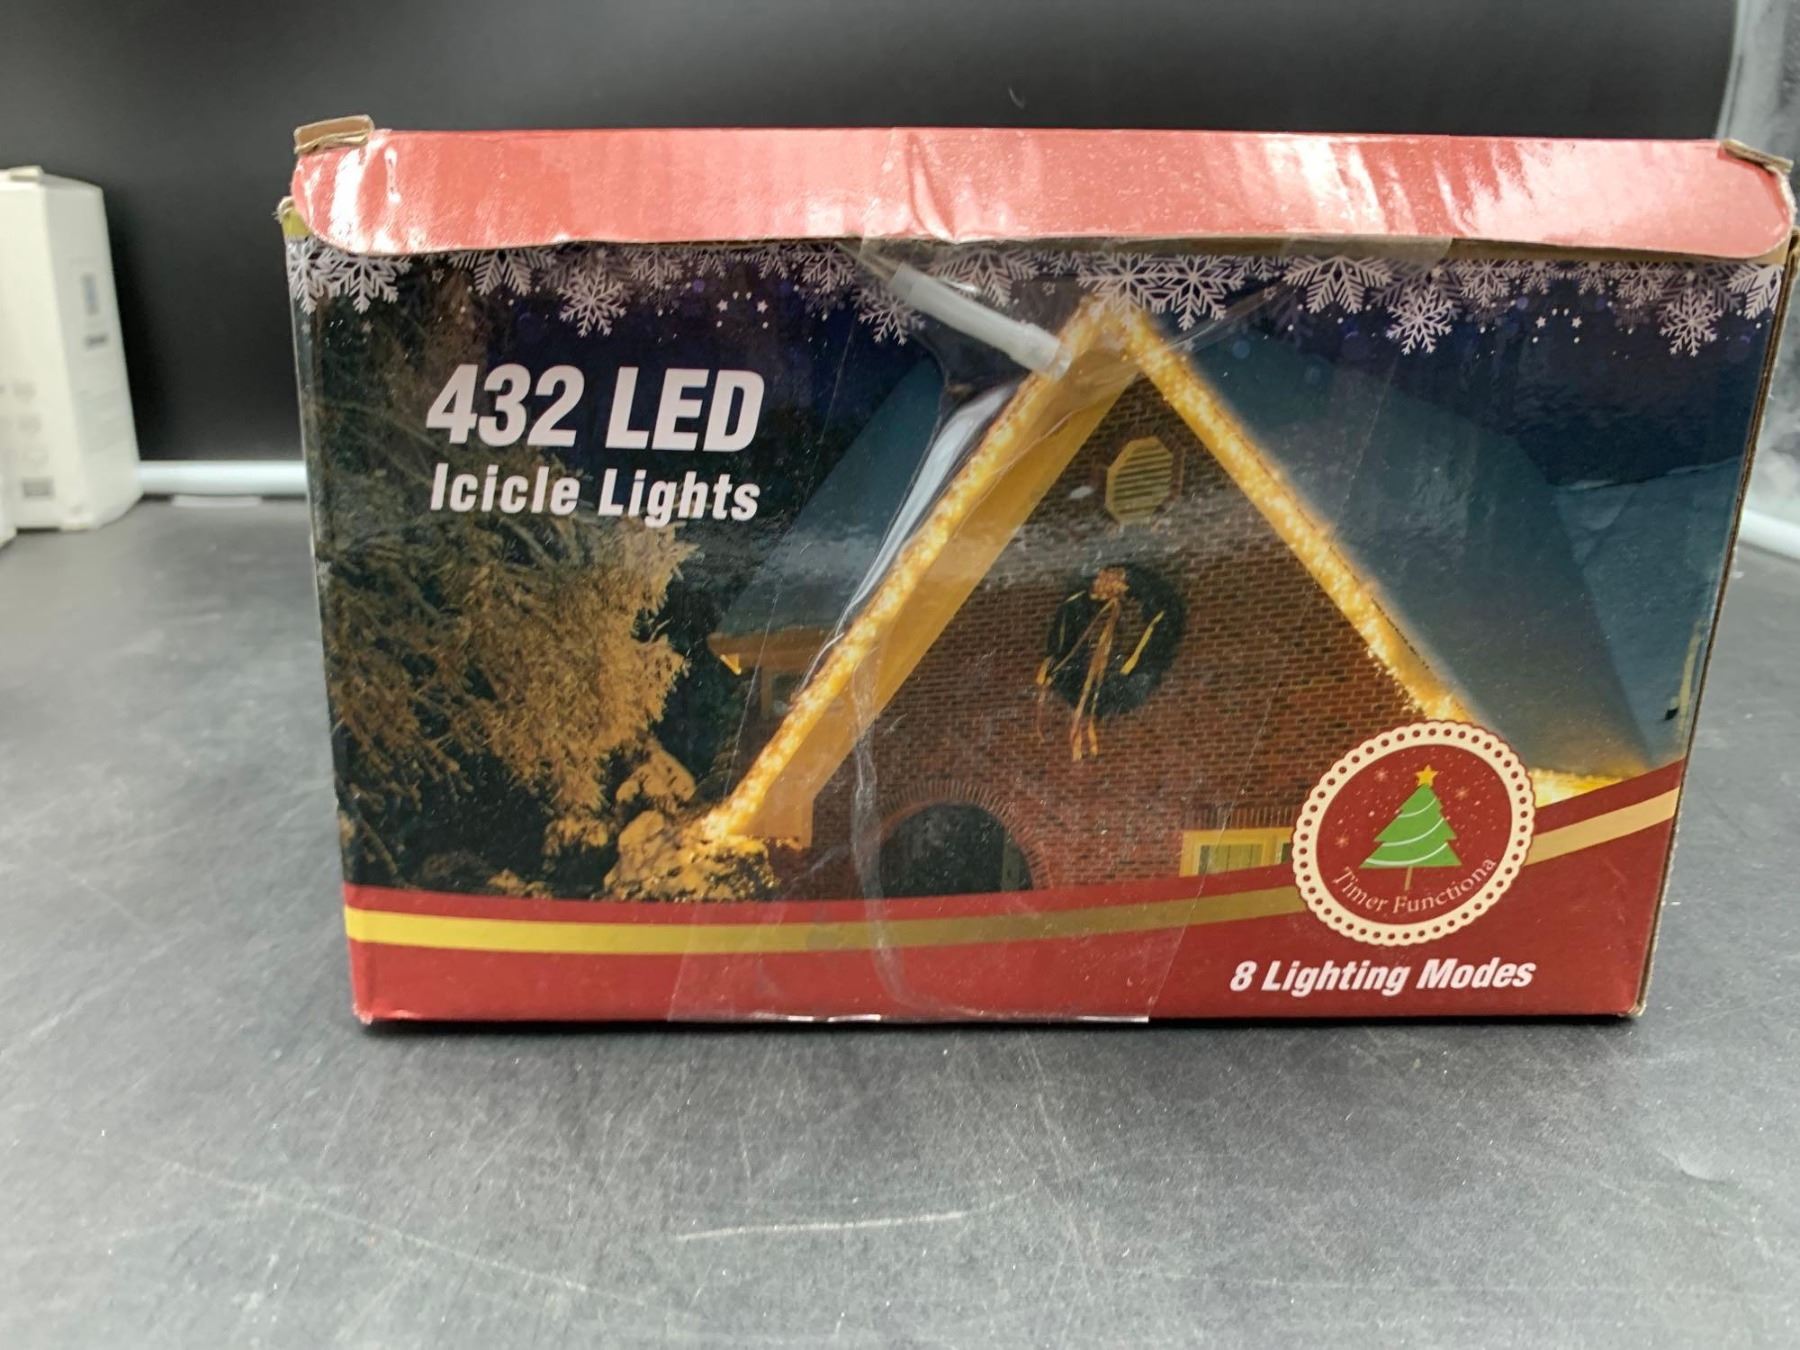 432 LED
Icicle Lights
Timer Functiona
8 Lighting Modes